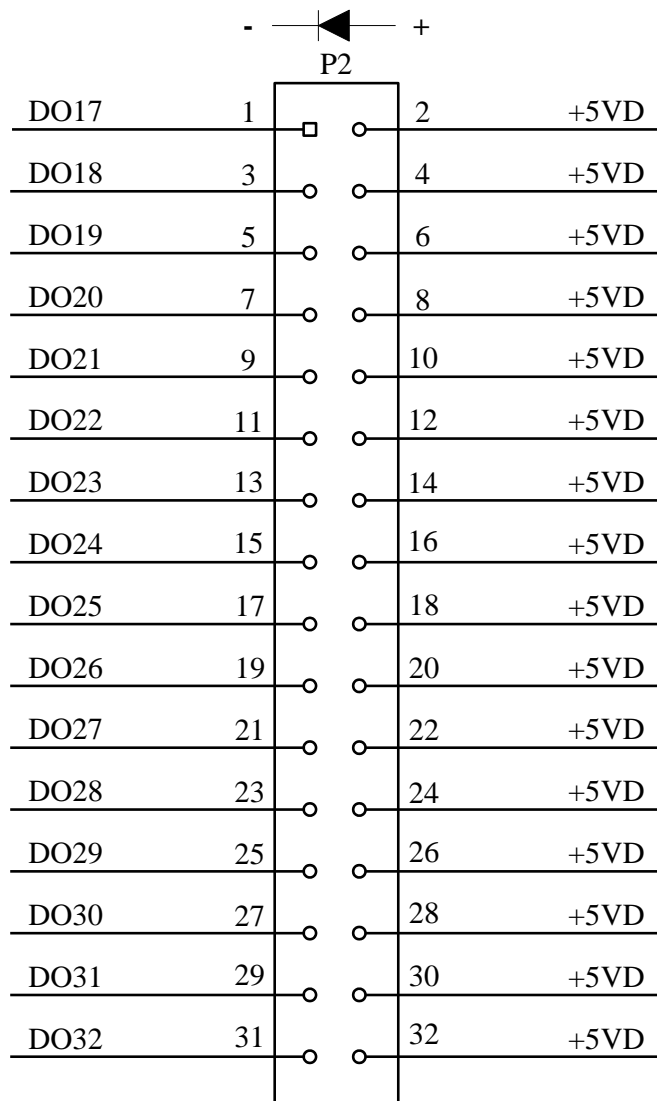 - +
P2
DO17 1 2 +5VD
DO18 3 4 +5VD
DO19 5 6 +5VD
DO20 7 8 +5VD
DO21 9 10 +5VD
DO22 11 12 +5VD
DO23 13 14 +5VD
DO24 15 16 +5VD
DO25 17 18 +5VD
DO26 19 20 +5VD
DO27 21 22 +5VD
DO28 23 24 +5VD
DO29 25 26 +5VD
DO30 27 28 +5VD
DO31 29 30 +5VD
DO32 31 32 +5VD